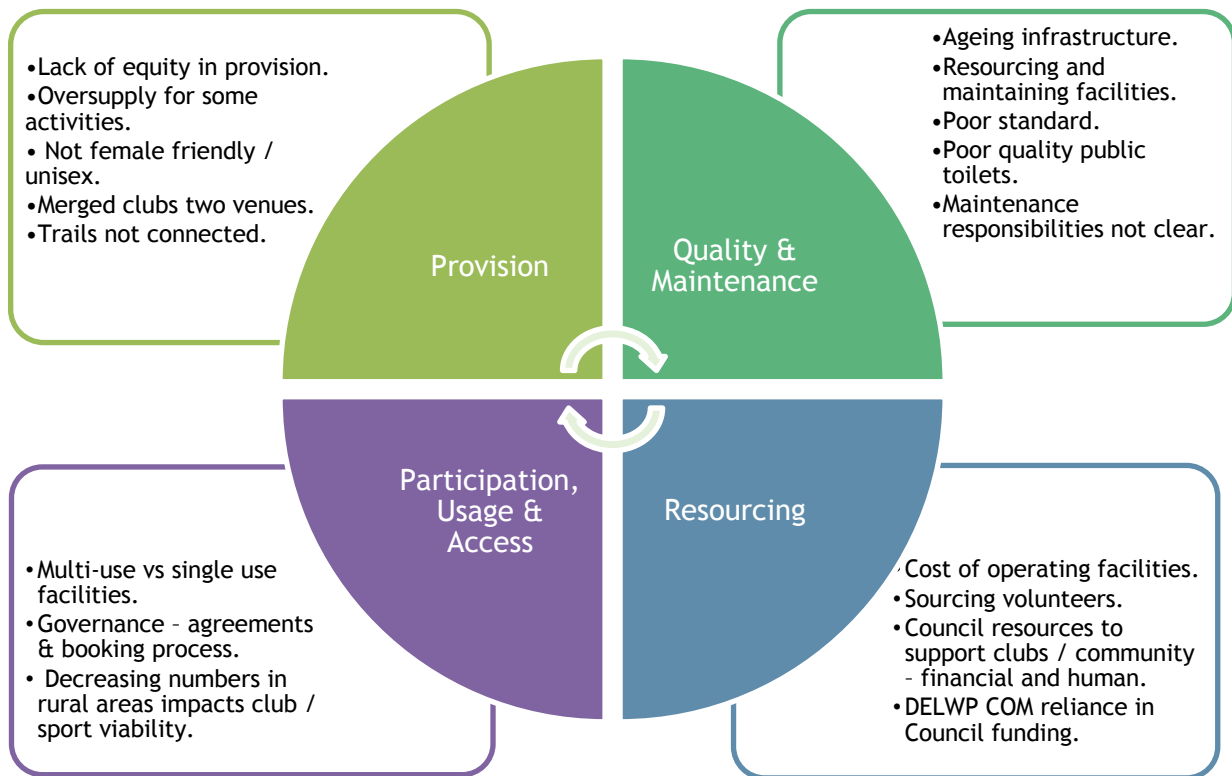 •Lack of equity in provision.
•Oversupply for some
activities.
• Not female friendly /
unisex.
•Merged clubs two venues.
•Trails not connected.
Provision
•Ageing infrastructure.
•Resourcing and
maintaining facilities.
•Poor standard.
•Poor quality public
toilets.
•Maintenance
responsibilities not clear.
Quality &
Maintenance
Participation,
Usage &
Access
•Multi-use vs single use
facilities.
•Governance – agreements
& booking process.
• Decreasing numbers in
rural areas impacts club /
sport viability.
Resourcing
•Cost of operating facilities.
•Sourcing volunteers.
•Council resources to
support clubs / community
– financial and human.
•DELWP COM reliance in
Council funding.